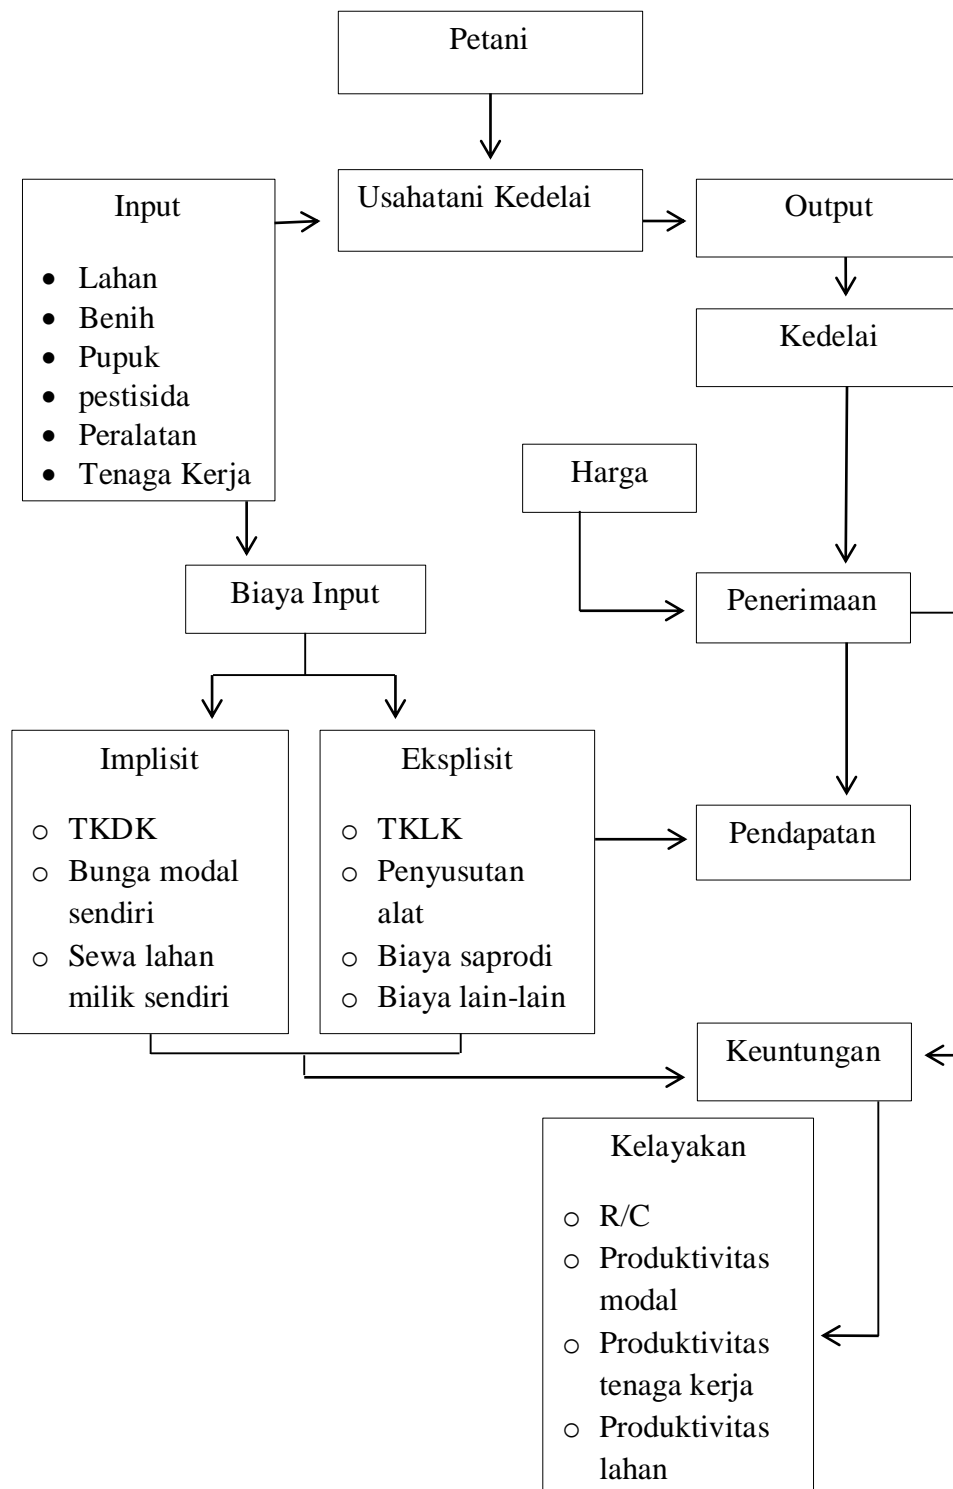 Petani
Usahatani Kedelai
Input
Lahan
Benih
Pupuk
pestisida
Peralatan
Tenaga Kerja
Output
Kedelai
Harga
Biaya Input
Penerimaan
Implisit
TKDK
Bunga modal
sendiri
Sewa lahan
milik sendiri
Eksplisit
TKLK
Penyusutan
alat
Biaya saprodi
Biaya lain-lain
Pendapatan
Keuntungan
Kelayakan
R/C
Produktivitas
modal
Produktivitas
tenaga kerja
Produktivitas
lahan